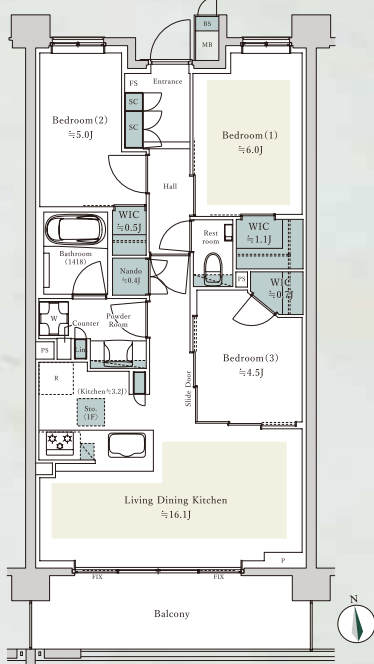 BS
MB
FS
Entrance
SC
SC
Bedroom(2)
≒5.0J
Bedroom(1)
≒6.0J
Hall
WIC
≒0.5J
Rest
room
WIC
≒1.1J
Bathroom
(1418)
Nando
≒0.4J
PS
WIC
W
Counter
Powder
Room
PS
Lin
Bedroom(3)
≒4.5J
R
(Kitchen≒3.2J)
Sto.
(1F)
Slide Door
Living Dining Kitchen
≒16.1J
P
FIX
FIX
Balcony
N